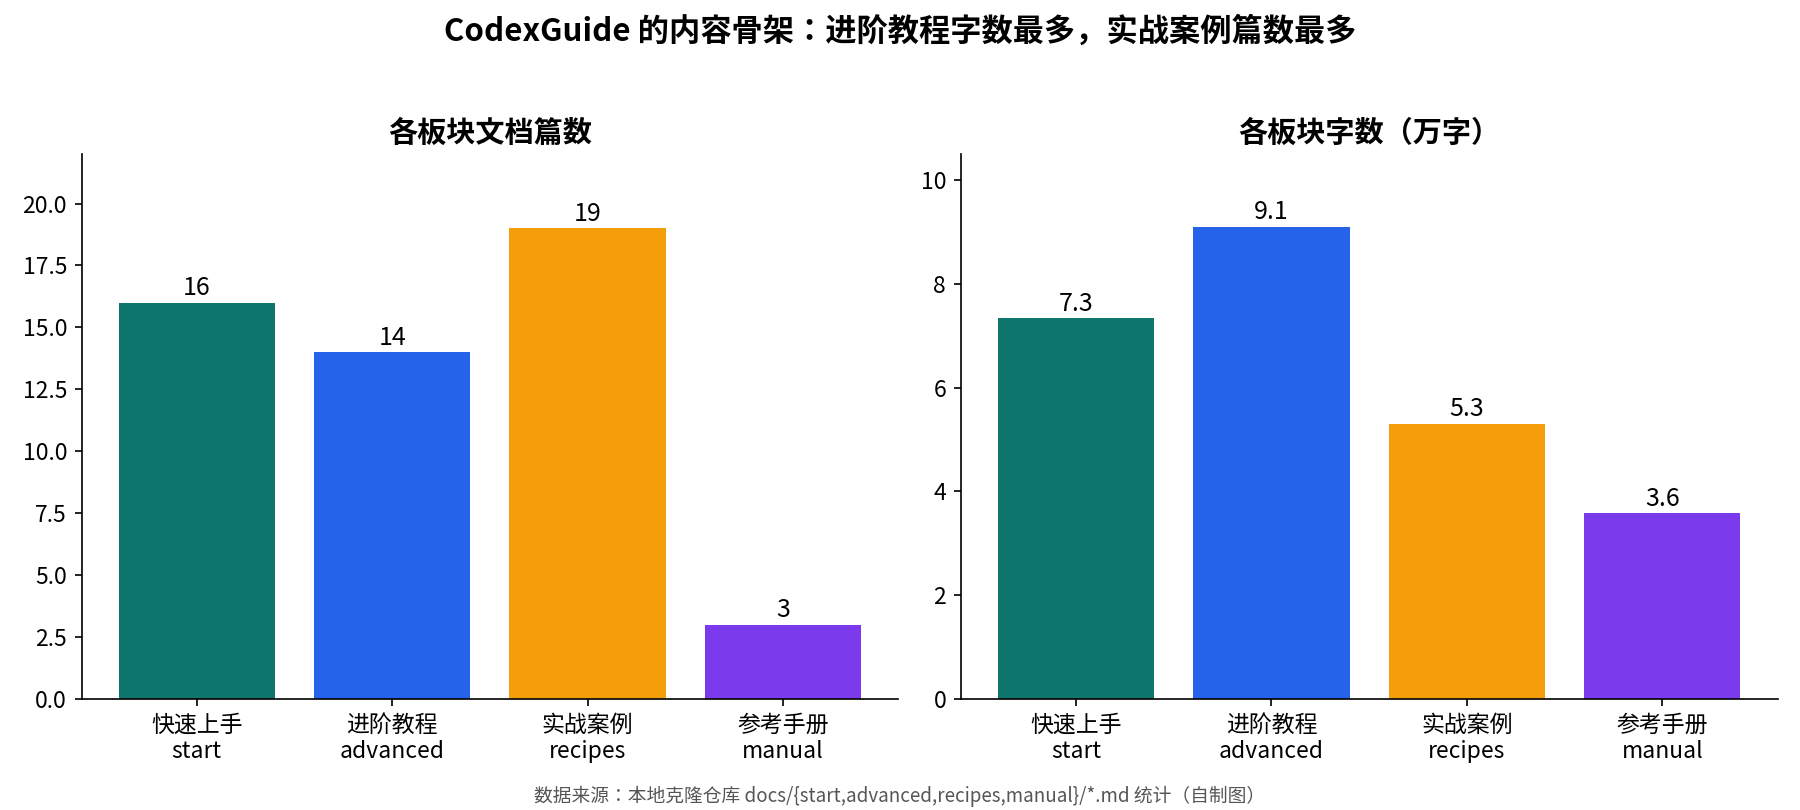 CodexGuide 的内容骨架：进阶教程字数最多，实战案例篇数最多
各板块文档篇数
20.0
17.5
15.0
12.5
10.0
7.5
5.0
2.5
0.0
16
14
19
3
快速上手
start
进阶教程
advanced
实战案例
recipes
参考手册
manual
各板块字数（万字）
10
8
6
4
2
0
7.3
9.1
5.3
3.6
快速上手
start
进阶教程
advanced
实战案例
recipes
参考手册
manual
数据来源：本地克隆仓库 docs/{start,advanced,recipes,manual}/*.md 统计（自制图）